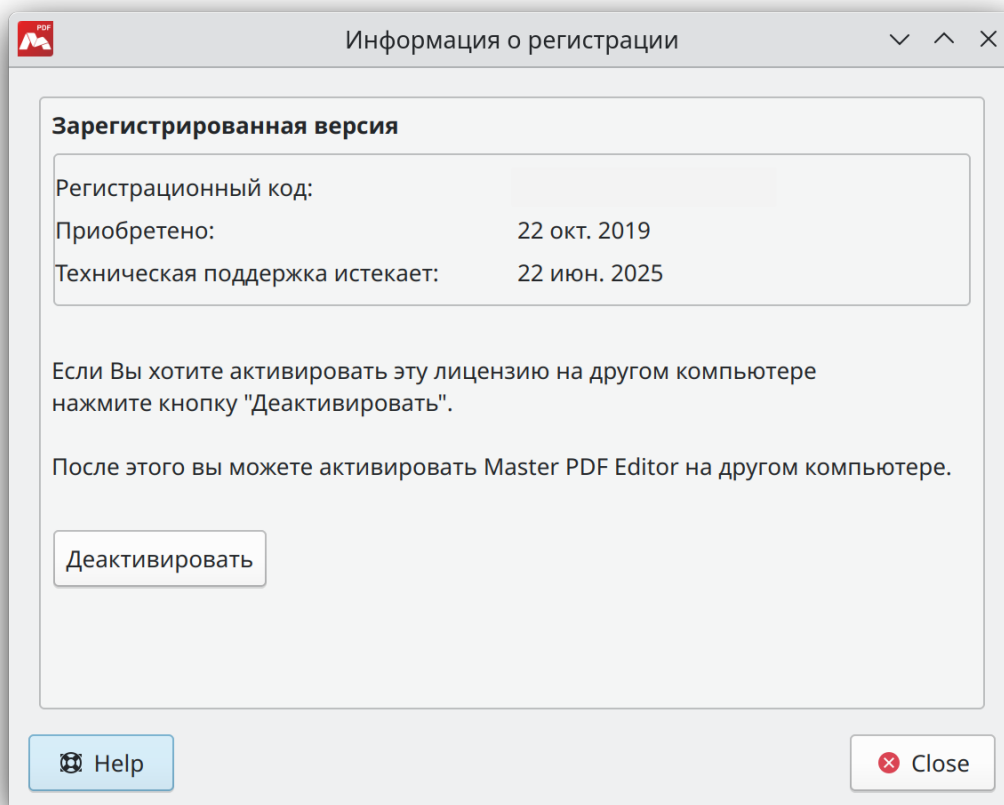 PDF
Информация о регистрации
Зарегистрированная версия
Регистрационный код:
Приобретено: 22 окт. 2019
Техническая поддержка истекает: 22 июн. 2025
Если Вы хотите активировать эту лицензию на другом компьютере
нажмите кнопку "Деактивировать".
После этого вы можете активировать Master PDF Editor на другом компьютере.
Деактивировать
Help Close